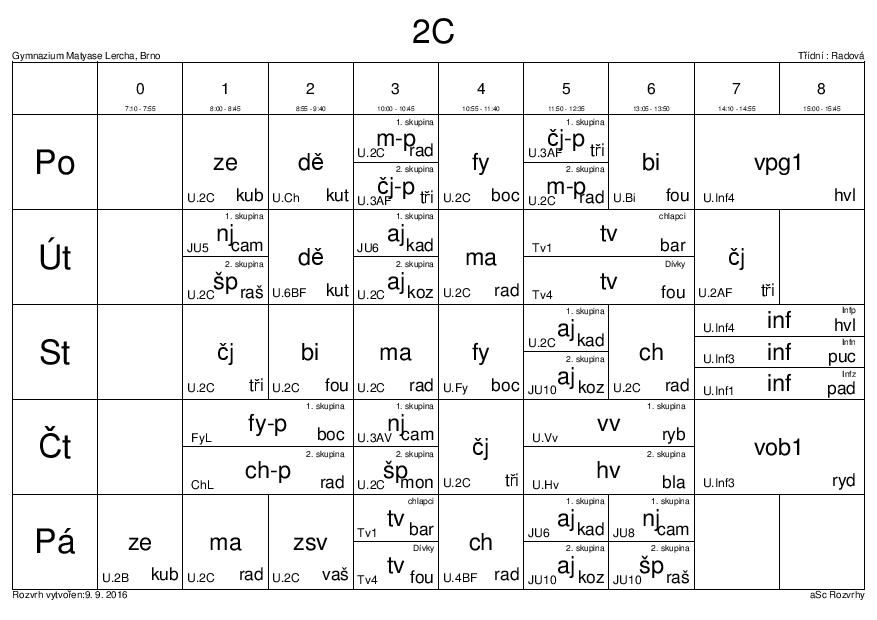 2C
Gymnazium Matyase Lercha, Brno Třídní : Radová
0 1 2 3 4 5 6 7 8
7:10 - 7:55 8:00 - 8:45 8:55 - 9:40 10:00 - 10:45 10:55 - 11:40 11:50 - 12:35 13:05 - 13:50 14:10 - 14:55 15:00 - 15:45
Po
ze
U.2C kub
dě
U.Ch kut
1. skupina
m-p
U.2C rad
2. skupina
čj-p
U.3AF tři
fy
U.2C boc
1. skupina
čj-p
U.3AF tři
2. skupina
m-p
U.2C rad
bi
U.Bi fou
vpg1
U.Inf4 hvl
Út
1. skupina
nj
JU5 cam
2. skupina
šp
U.2C raš
dě
U.6BF kut
1. skupina
aj
JU6 kad
2. skupina
aj
U.2C koz
ma
U.2C rad
chlapci
tv
Tv1 bar
Dívky
tv
Tv4 fou
čj
U.2AF tři
St
čj
U.2C tři
bi
U.2C fou
ma
U.2C rad
fy
U.Fy boc
1. skupina
aj
U.2C kad
2. skupina
aj
JU10 koz
ch
U.2C rad
Infp
U.Inf4 inf hvl
Infn
U.Inf3 inf puc
Infz
U.Inf1 inf pad
Čt
1. skupina
fy-p
FyL boc
2. skupina
ch-p
ChL rad
1. skupina
nj
U.3AV cam
2. skupina
šp
U.2C mon
čj
U.2C tři
1. skupina
vv
U.Vv ryb
2. skupina
hv
U.Hv bla
vob1
U.Inf3 ryd
Pá
ze
U.2B kub
ma
U.2C rad
zsv
U.2C vaš
chlapci
tv
Tv1 bar
Dívky
tv
Tv4 fou
ch
U.4BF rad
1. skupina
aj
JU6 kad
2. skupina
aj
JU10 koz
1. skupina
nj
JU8 cam
2. skupina
šp
JU10 raš
Rozvrh vytvořen:9. 9. 2016 aSc Rozvrhy